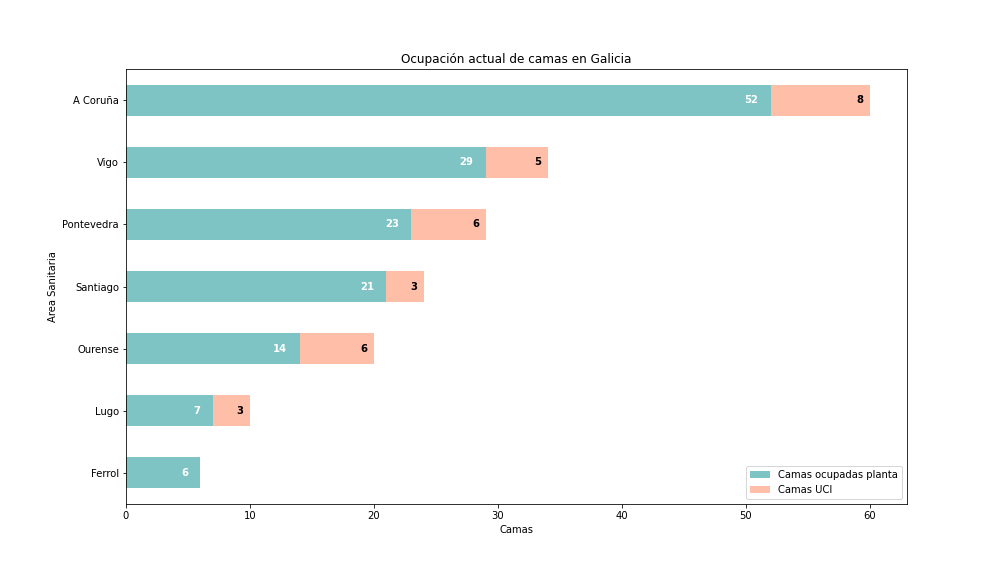 Ocupación actual de camas en Galicia
Area Sanitaria
A Coruña 52 8
Vigo 29 5
Pontevedra 23 6
Santiago 21 3
Ourense 14 6
Lugo 7 3
Ferrol 6
Camas ocupadas planta
Camas UCI
0 10 20 30 40 50 60
Camas